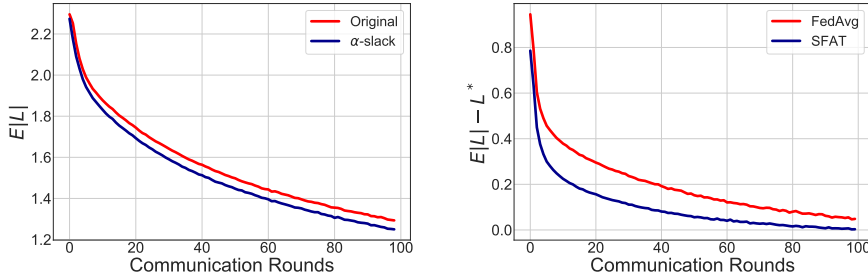 E|L|
2.2
2.0
1.8
1.6
1.4
1.2
Original
α-slack
0
20
40
60
80
100
Communication Rounds
E|L| − L*
0.8
0.6
0.4
0.2
0.0
FedAvg
SFAT
0
20
40
60
80
100
Communication Rounds